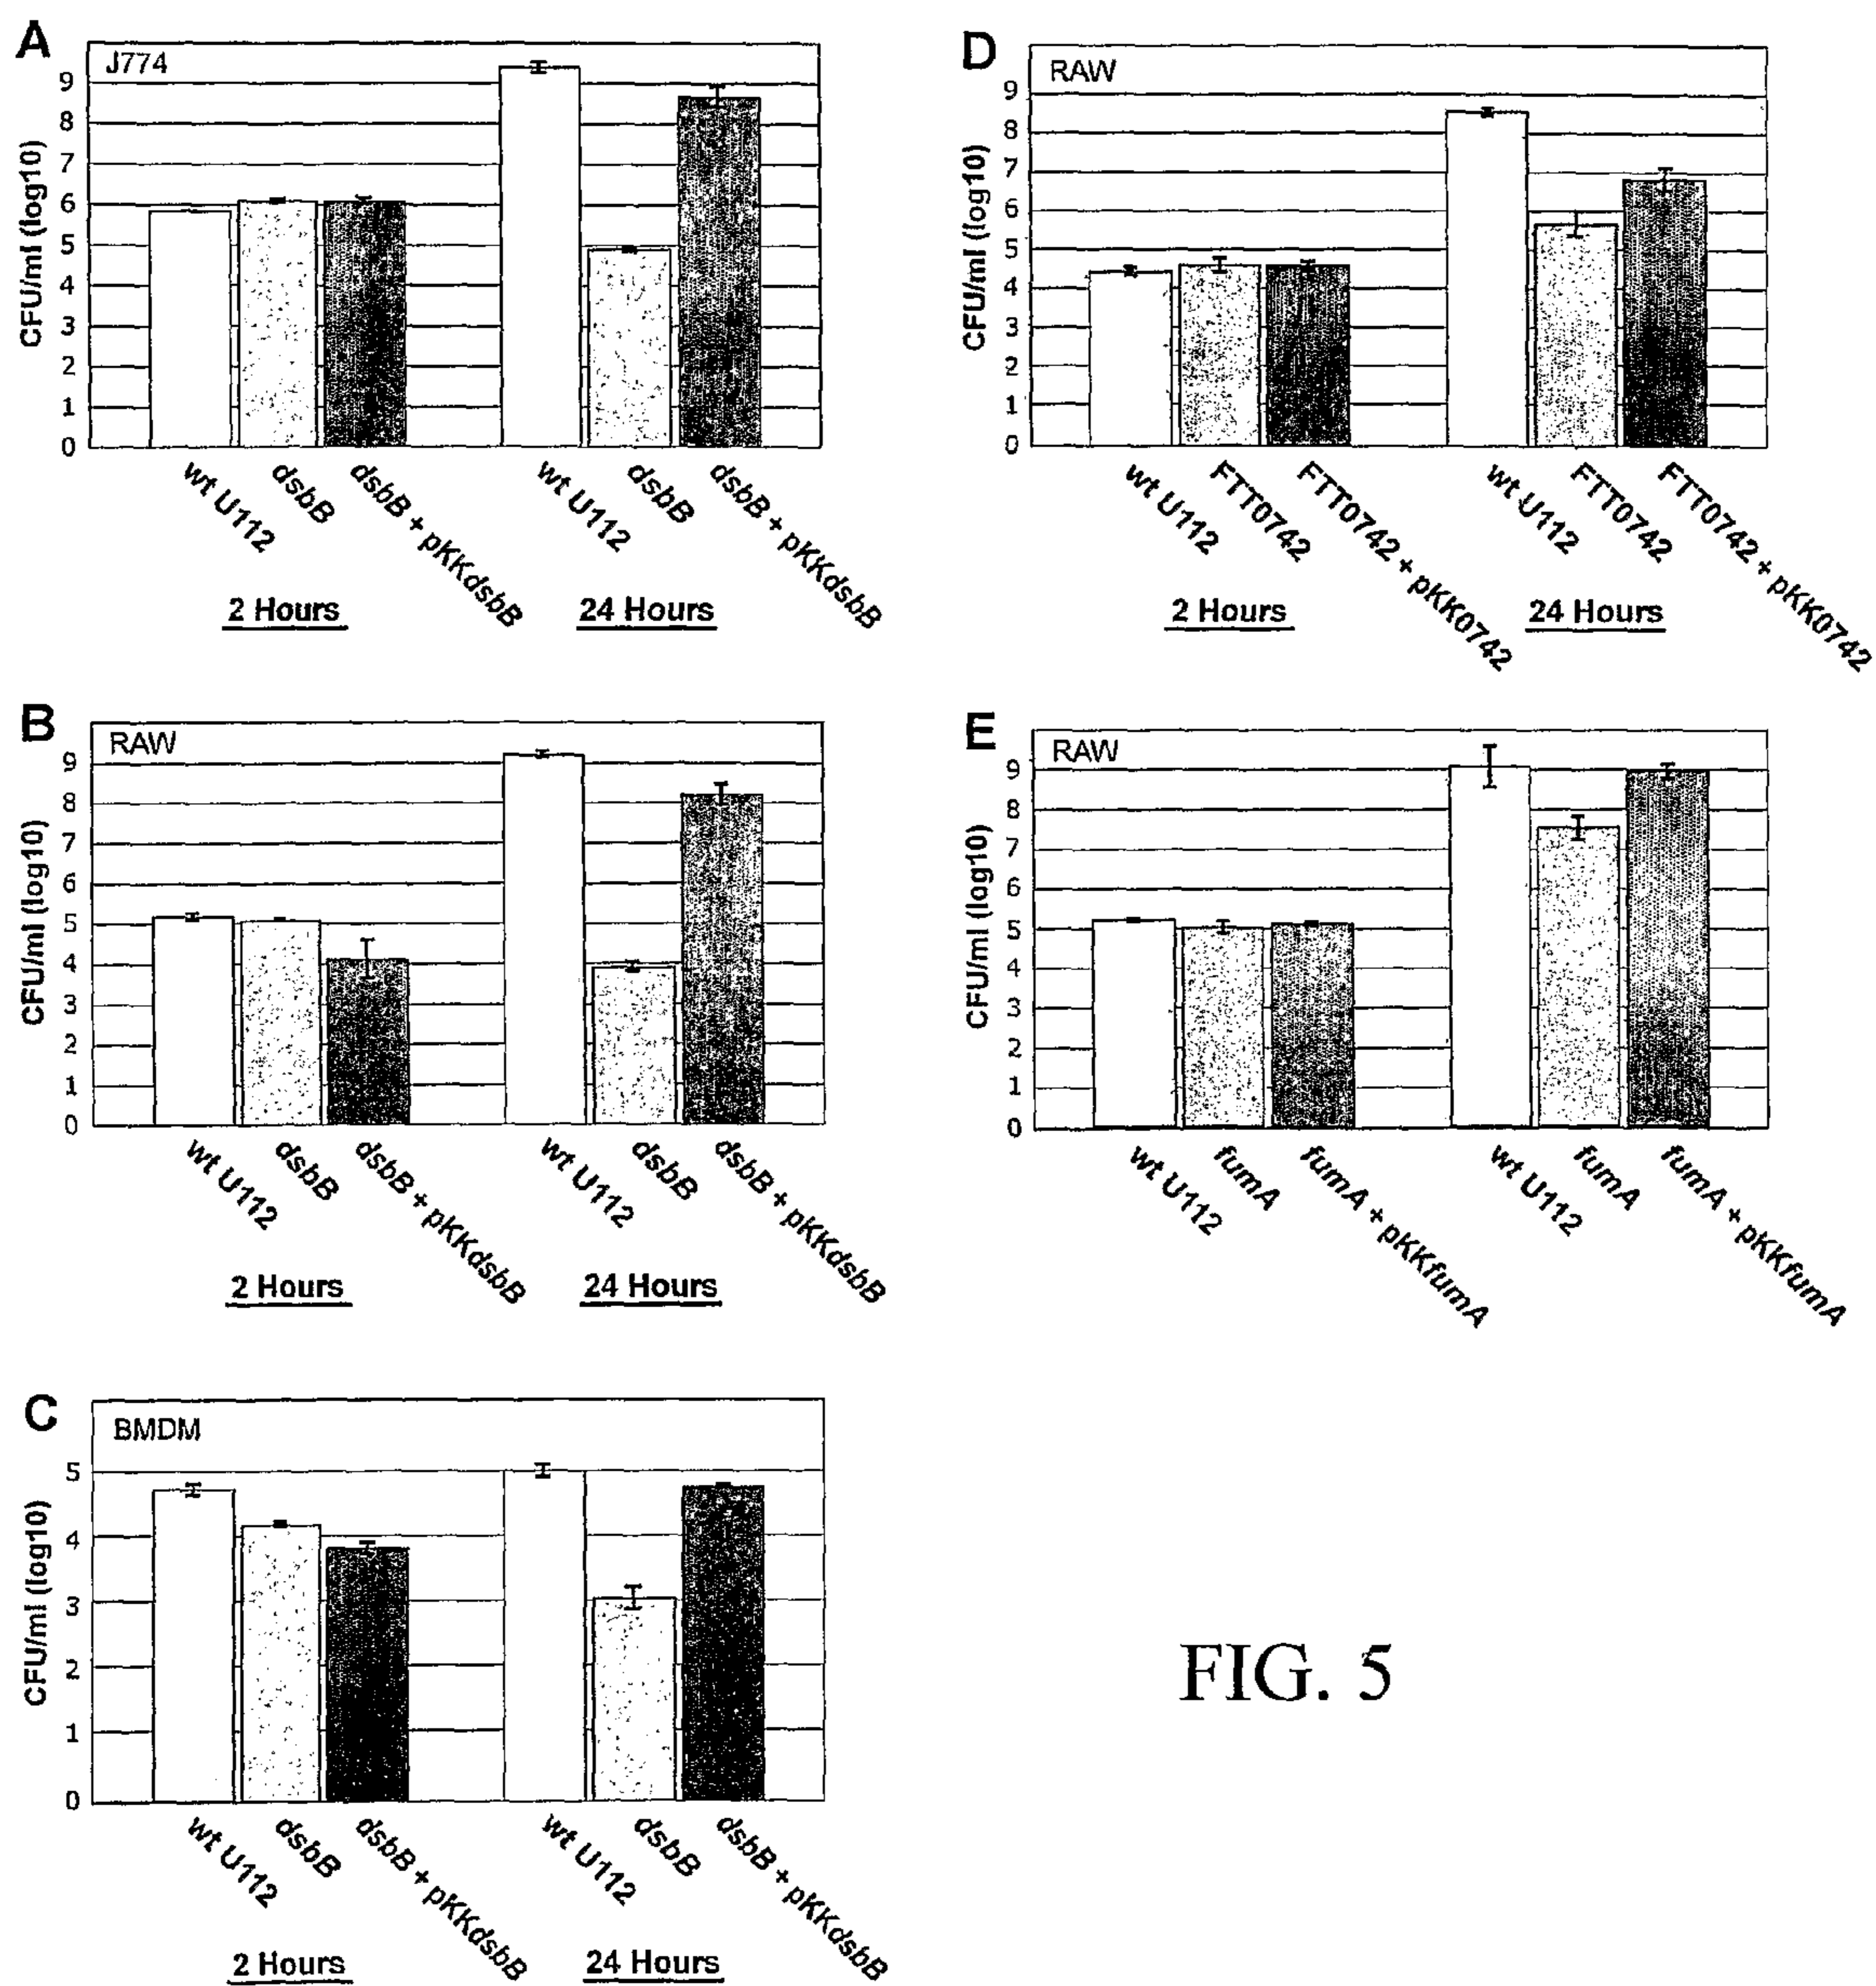 A
J774
CFU/ml (log10)
9
8
7
6
5
4
3
2
1
0
wt U112
dsbB
dsbB + pKKdsbB
wt U112
dsbB
dsbB + pKKdsbB
2 Hours
24 Hours
B
RAW
CFU/ml (log10)
9
8
7
6
5
4
3
2
1
0
wt U112
dsbB
dsbB + pKKdsbB
wt U112
dsbB
dsbB + pKKdsbB
2 Hours
24 Hours
C
BMDM
CFU/ml (log10)
5
4
3
2
1
0
wt U112
dsbB
dsbB + pKKdsbB
wt U112
dsbB
dsbB + pKKdsbB
2 Hours
24 Hours
D
RAW
CFU/ml (log10)
9
8
7
6
5
4
3
2
1
0
wt U112
FTT0742
FTT0742 + pKK0742
wt U112
FTT0742
FTT0742 + pKK0742
2 Hours
24 Hours
E
RAW
CFU/ml (log10)
9
8
7
6
5
4
3
2
1
0
wt U112
fumA
fumA + pKKfumA
wt U112
fumA
fumA + pKKfumA
FIG. 5